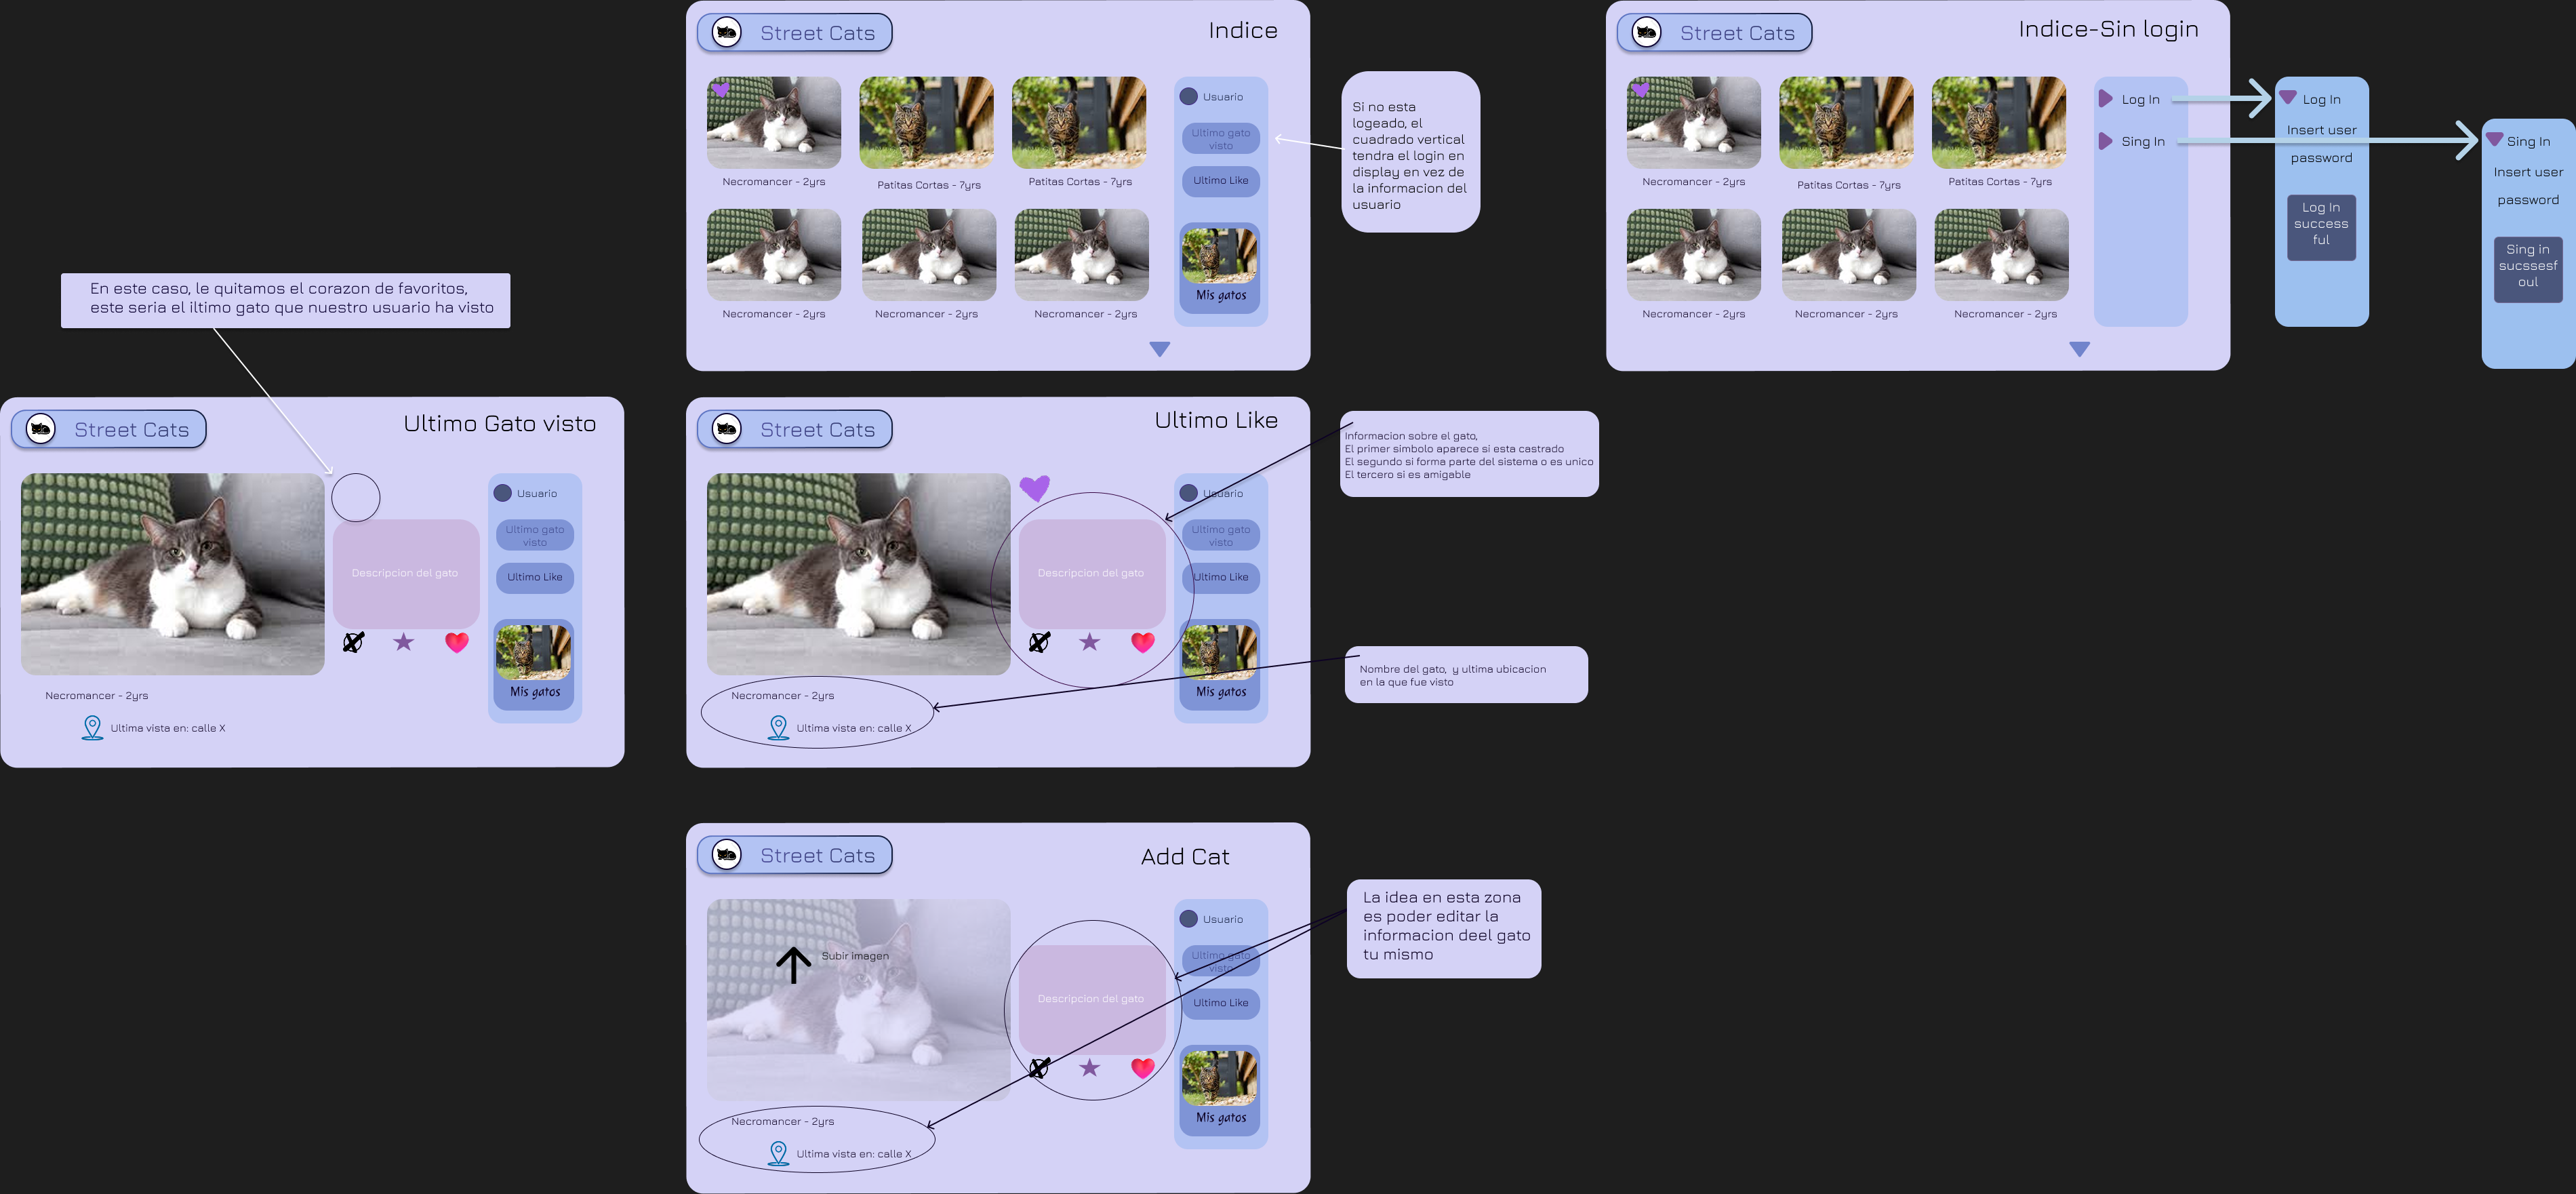 Street Cats
Indice
Usuario
Ultimo gato
visto
Ultimo Like
Mis gatos
Necromancer - 2yrs
Patitas Cortas - 7yrs
Patitas Cortas - 7yrs
Necromancer - 2yrs
Necromancer - 2yrs
Necromancer - 2yrs
Si no esta
logeado, el
cuadrado vertical
tendra el login en
display en vez de
la informacion del
usuario
Street Cats
Indice-Sin login
Log In
Sing In
Necromancer - 2yrs
Patitas Cortas - 7yrs
Patitas Cortas - 7yrs
Necromancer - 2yrs
Necromancer - 2yrs
Necromancer - 2yrs
Log In
Insert user
password
Log In
success
ful
Sing In
Insert user
password
Sing in
sucssesf
oul
En este caso, le quitamos el corazon de favoritos,
este seria el iltimo gato que nuestro usuario ha visto
Street Cats
Ultimo Gato visto
Descripcion del gato
Usuario
Ultimo gato
visto
Ultimo Like
Mis gatos
Necromancer - 2yrs
Ultima vista en: calle X
Street Cats
Ultimo Like
Descripcion del gato
Usuario
Ultimo gato
visto
Ultimo Like
Mis gatos
Necromancer - 2yrs
Ultima vista en: calle X
Informacion sobre el gato,
El primer simbolo aparece si esta castrado
El segundo si forma parte del sistema o es unico
El tercero si es amigable
Nombre del gato, y ultima ubicacion
en la que fue visto
Street Cats
Add Cat
Subir imagen
Descripcion del gato
Usuario
Ultimo gato
visto
Ultimo Like
Mis gatos
Necromancer - 2yrs
Ultima vista en: calle X
La idea en esta zona
es poder editar la
informacion deel gato
tu mismo